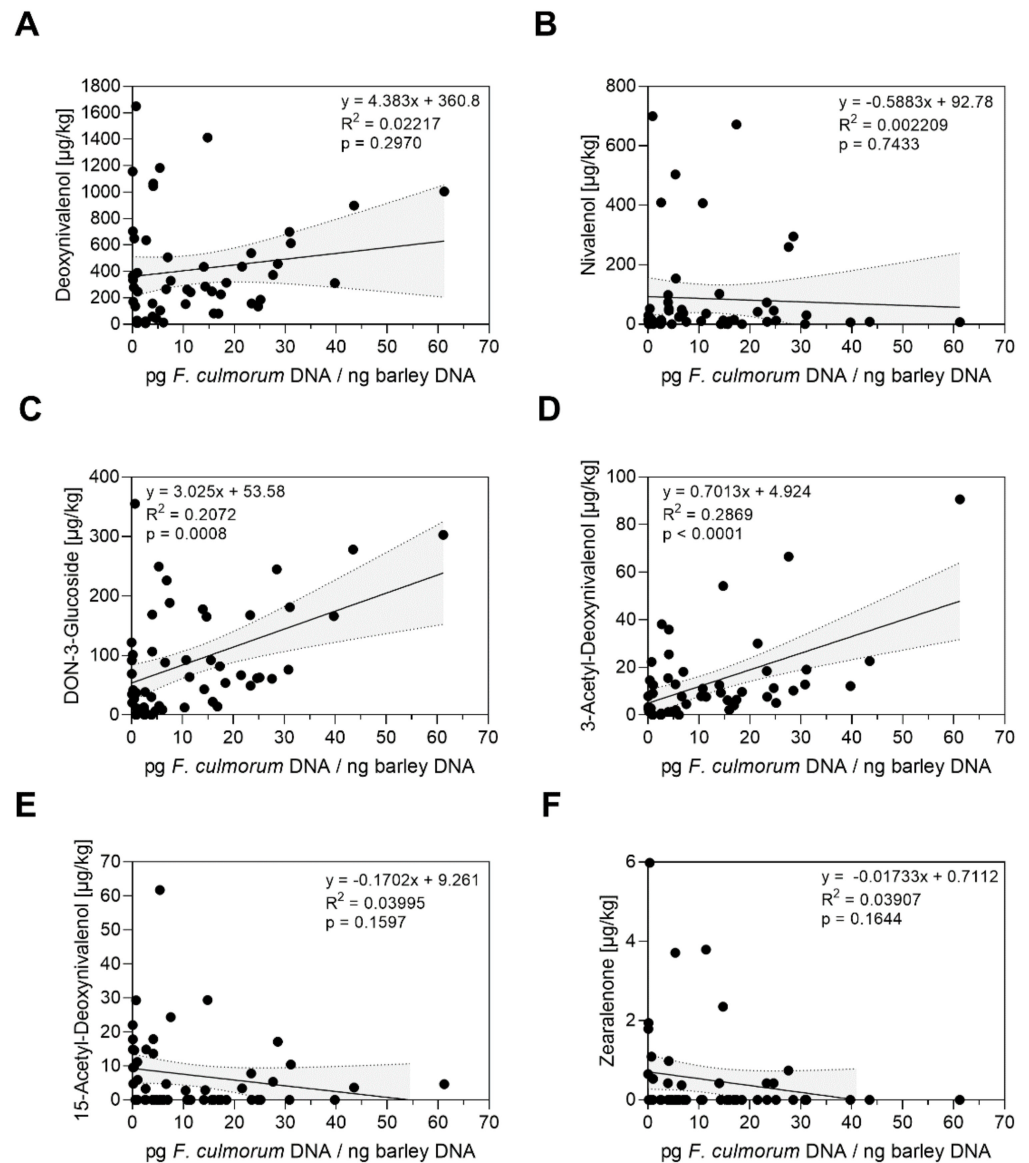 A
Deoxynivalenol [µg/kg]
1800
1600
1400
1200
1000
800
600
400
200
0
y = 4.383x + 360.8
R² = 0.02217
p = 0.2970
0 10 20 30 40 50 60 70
pg F. culmorum DNA / ng barley DNA
B
Nivalenol [µg/kg]
800
600
400
200
0
y = -0.5883x + 92.78
R² = 0.002209
p = 0.7433
0 10 20 30 40 50 60 70
pg F. culmorum DNA / ng barley DNA
C
DON-3-Glucoside [µg/kg]
400
300
200
100
0
y = 3.025x + 53.58
R² = 0.2072
p = 0.0008
0 10 20 30 40 50 60 70
pg F. culmorum DNA / ng barley DNA
D
3-Acetyl-Deoxynivalenol [µg/kg]
100
80
60
40
20
0
y = 0.7013x + 4.924
R² = 0.2869
p < 0.0001
0 10 20 30 40 50 60 70
pg F. culmorum DNA / ng barley DNA
E
15-Acetyl-Deoxynivalenol [µg/kg]
70
60
50
40
30
20
10
0
y = -0.1702x + 9.261
R² = 0.03995
p = 0.1597
0 10 20 30 40 50 60 70
pg F. culmorum DNA / ng barley DNA
F
Zearalenone [µg/kg]
6
4
2
0
y = -0.01733x + 0.7112
R² = 0.03907
p = 0.1644
0 10 20 30 40 50 60 70
pg F. culmorum DNA / ng barley DNA